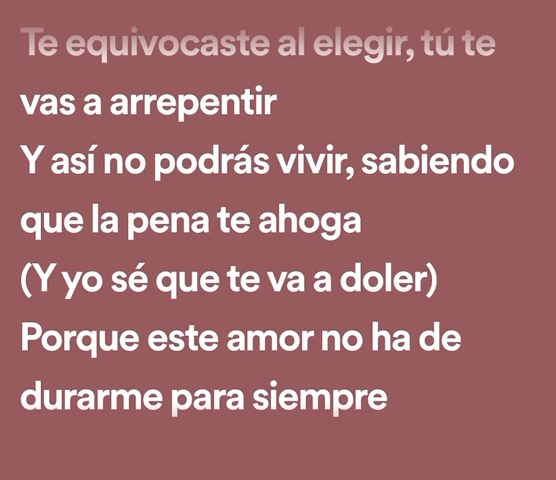 Te equivocaste al elegir, tú te
vas a arrepentir
Y así no podrás vivir, sabiendo
que la pena te ahoga
(Y yo sé que te va a doler)
Porque este amor no ha de
durarme para siempre